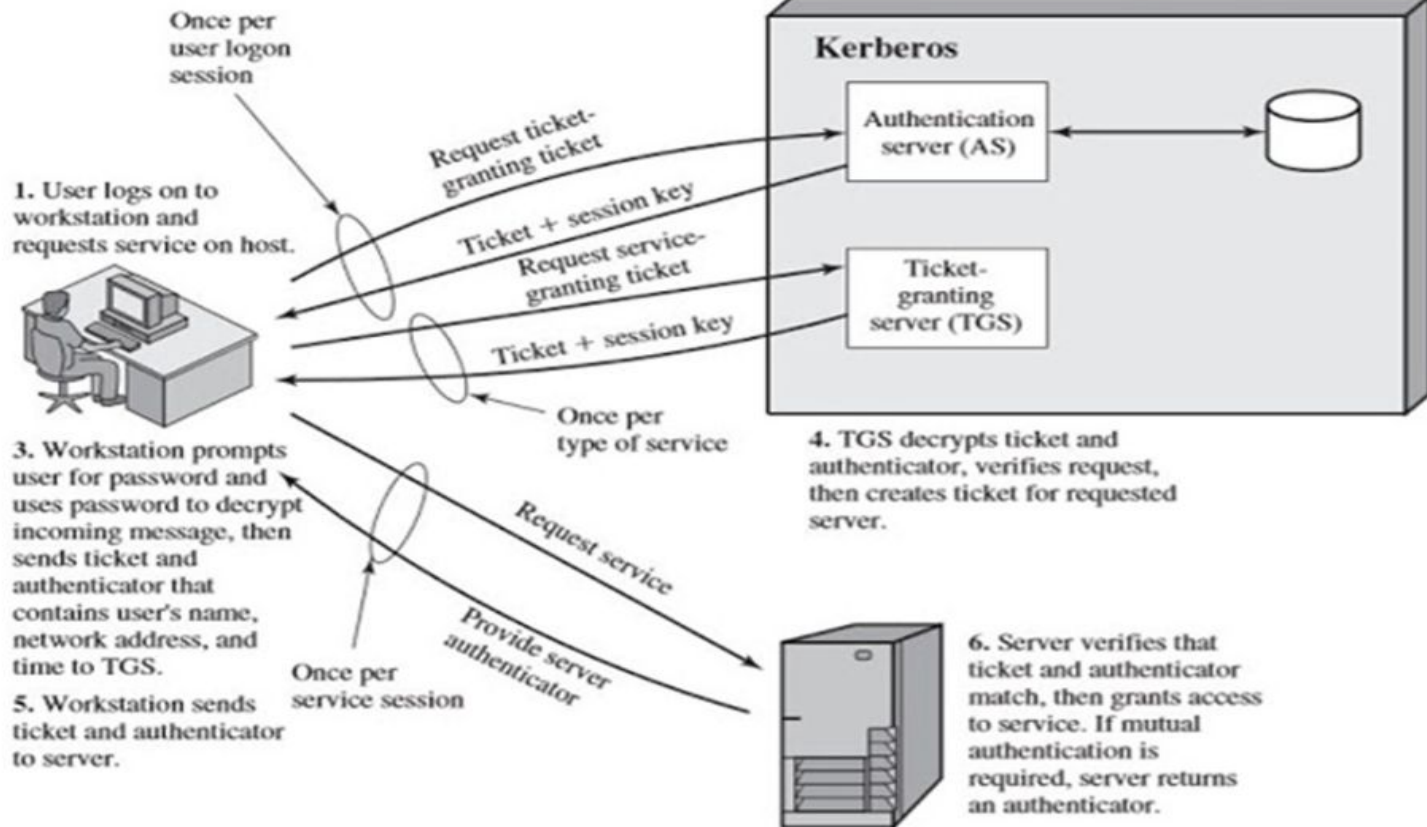 Once per
user logon
session
Kerberos
Authentication
server (AS)
Request ticket-
granting ticket
1. User logs on to
workstation and
requests service on host.
Ticket + session key
Request service-
granting ticket
Ticket-
granting
server (TGS)
Ticket + session key
Once per
type of service
3. Workstation prompts
user for password and
uses password to decrypt
incoming message, then
sends ticket and
authenticator that
contains user's name,
network address, and
time to TGS.
4. TGS decrypts ticket and
authenticator, verifies request,
then creates ticket for requested
server.
Request service
Provide server
authenticator
Once per
service session
5. Workstation sends
ticket and authenticator
to server.
6. Server verifies that
ticket and authenticator
match, then grants access
to service. If mutual
authentication is
required, server returns
an authenticator.